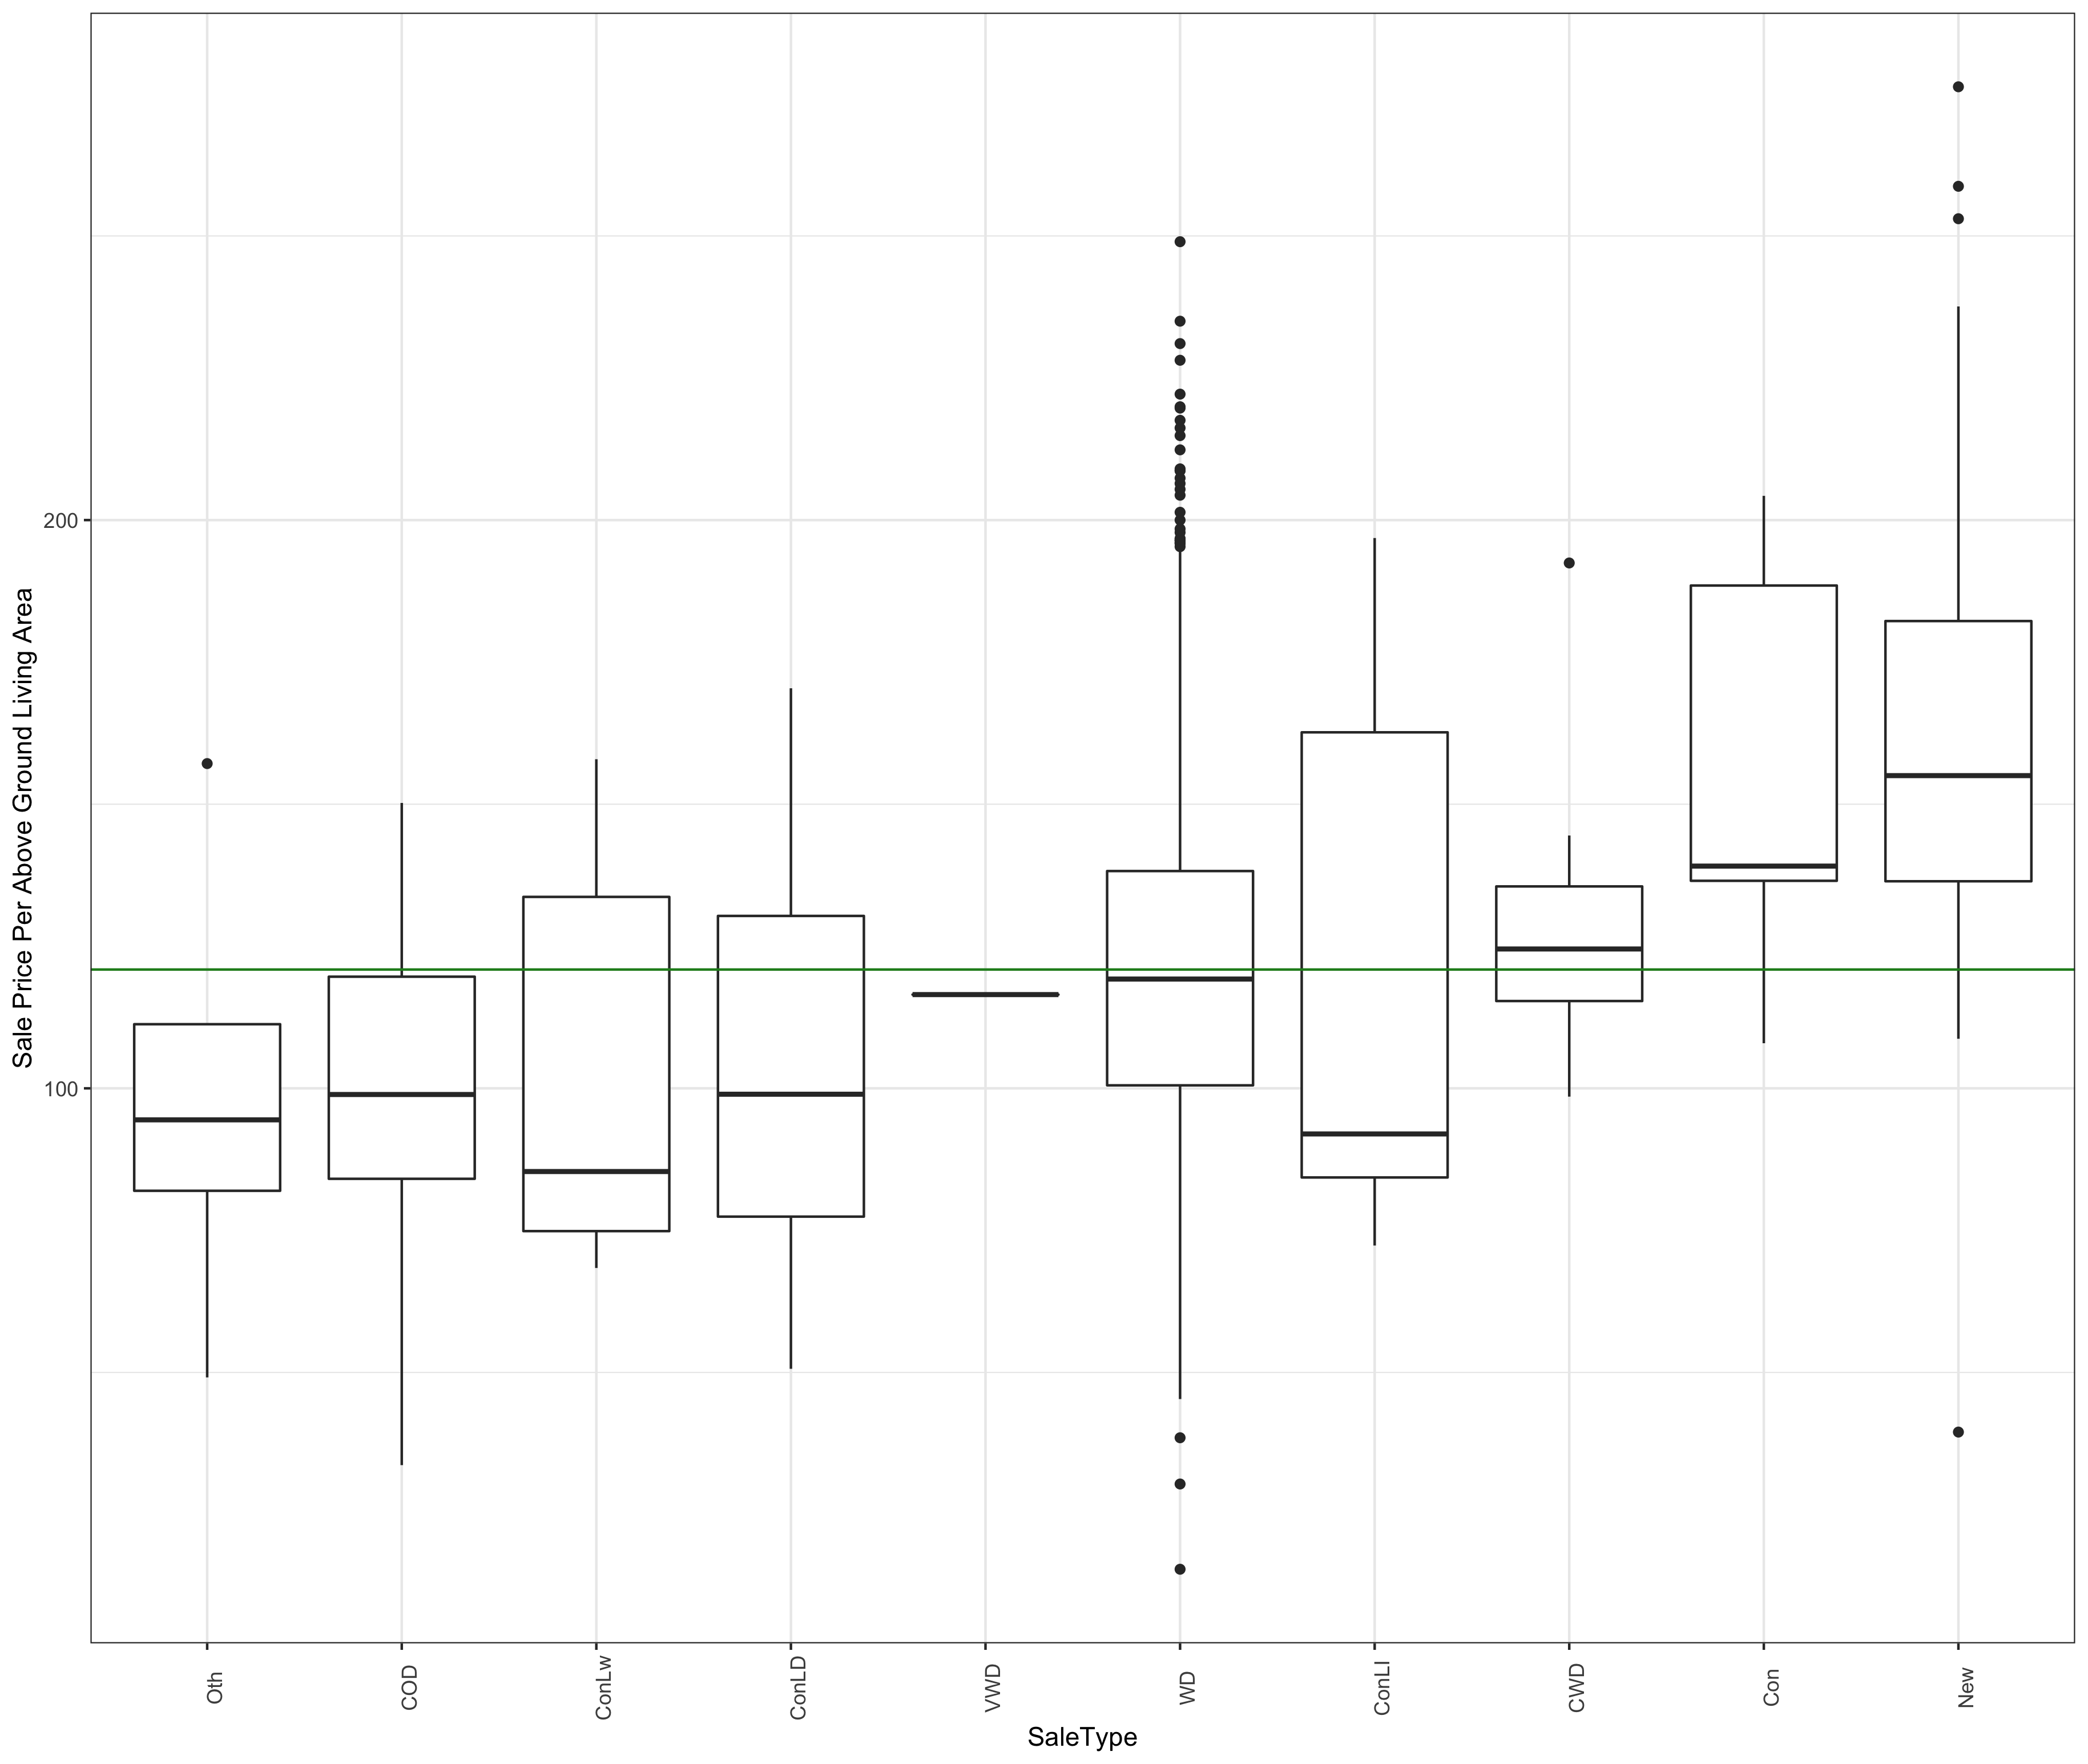 Sale Price Per Above Ground Living Area
200
100
Oth
COD
ConLw
ConLD
VWD
WD
ConLI
CWD
Con
New
SaleType